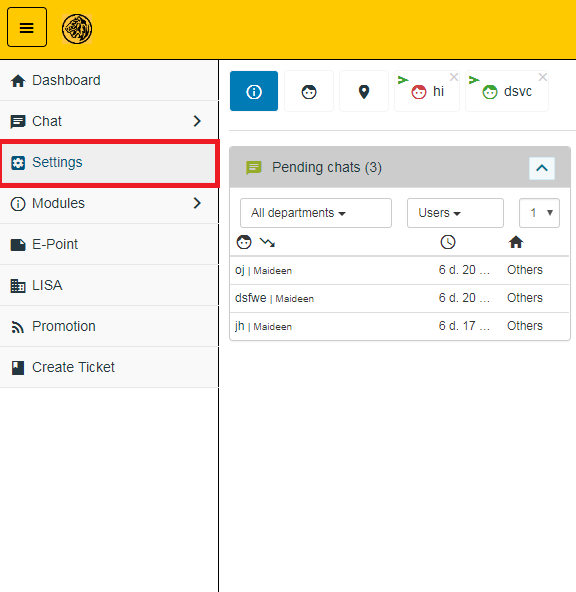 Dashboard
Chat
Settings
Modules
E-Point
LISA
Promotion
Create Ticket
hi
dsvc
Pending chats (3)
All departments
Users
1
oj | Maideen 6 d. 20 ... Others
dsfwe | Maideen 6 d. 20 ... Others
jh | Maideen 6 d. 17 ... Others